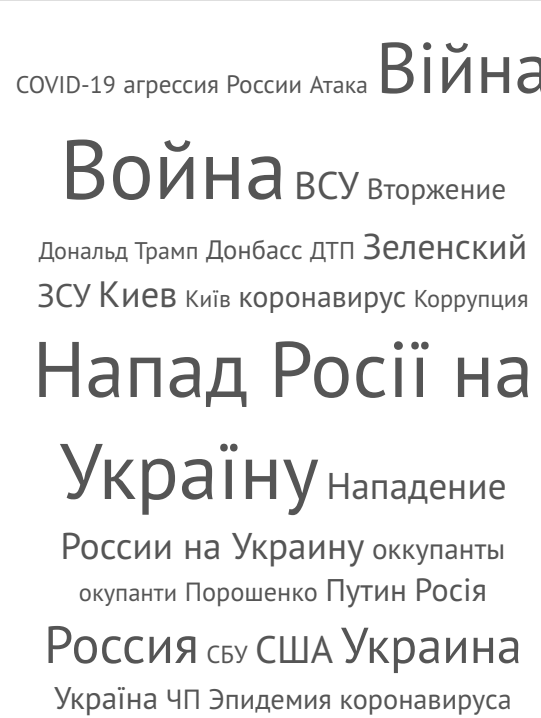 COVID-19 агрессия России Атака Війна
Война ВСУ Вторжение
Дональд Трамп Донбасс ДТП Зеленский
ЗСУ Киев Київ коронавирус Коррупция
Напад Росії на
Україну Нападение
России на Украину оккупанты
окупанти Порошенко Путин Росія
Россия СБУ США Украина
Україна ЧП Эпидемия коронавируса